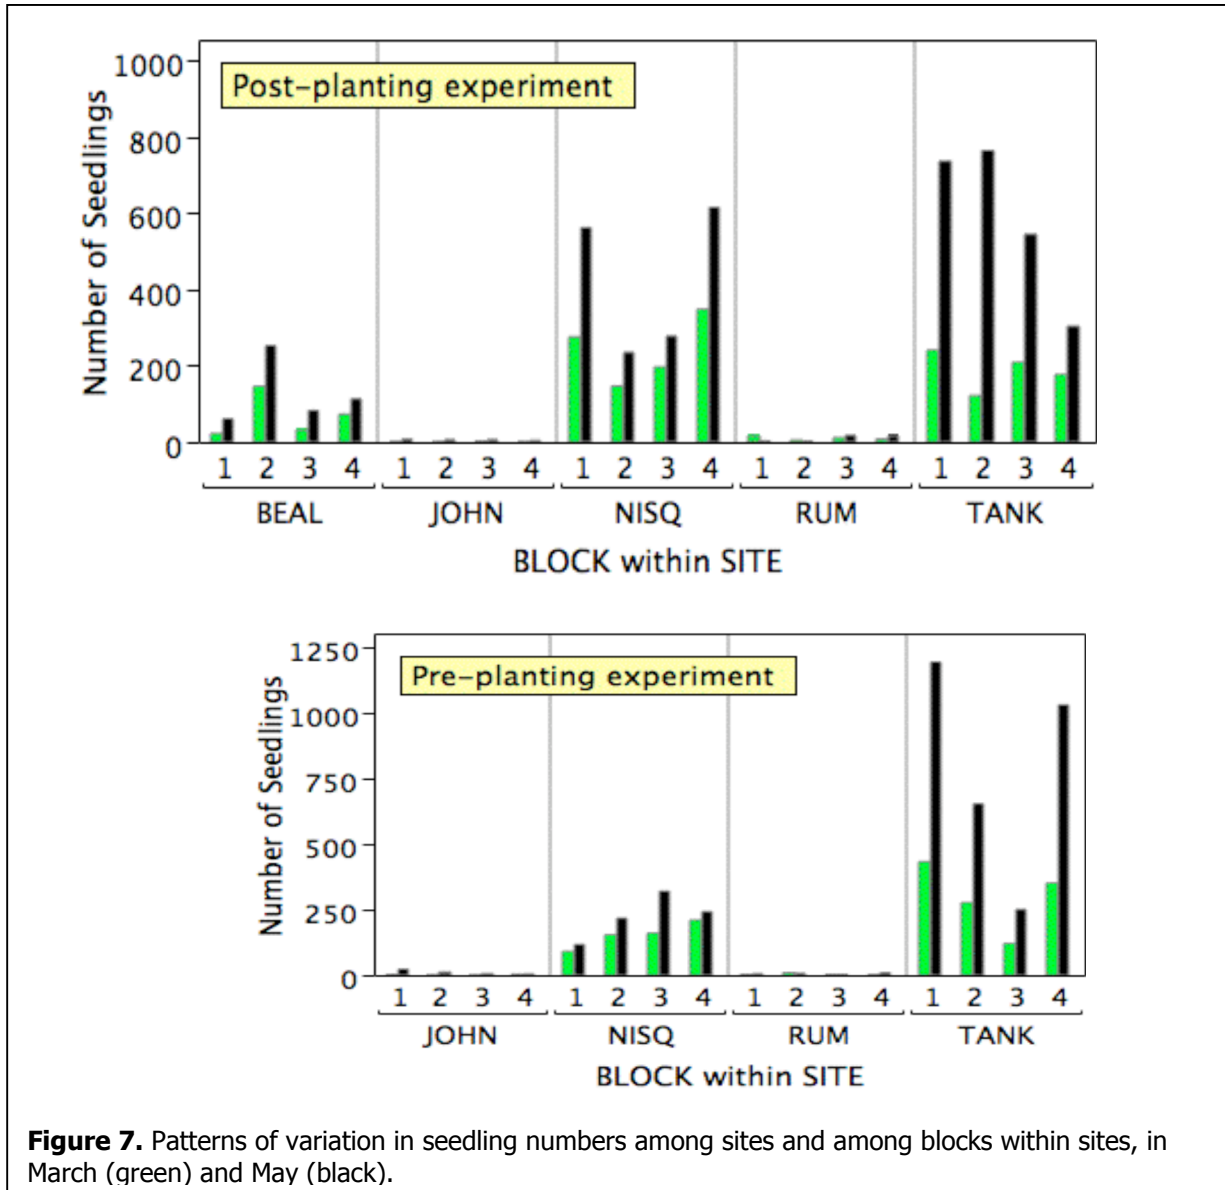 Post-planting experiment
Number of Seedlings
1000
800
600
400
200
0
1 2 3 4 1 2 3 4 1 2 3 4 1 2 3 4 1 2 3 4
BEAL JOHN NISQ RUM TANK
BLOCK within SITE
Pre-planting experiment
Number of Seedlings
1250
1000
750
500
250
0
1 2 3 4 1 2 3 4 1 2 3 4 1 2 3 4
JOHN NISQ RUM TANK
BLOCK within SITE
Figure 7. Patterns of variation in seedling numbers among sites and among blocks within sites, in
March (green) and May (black).